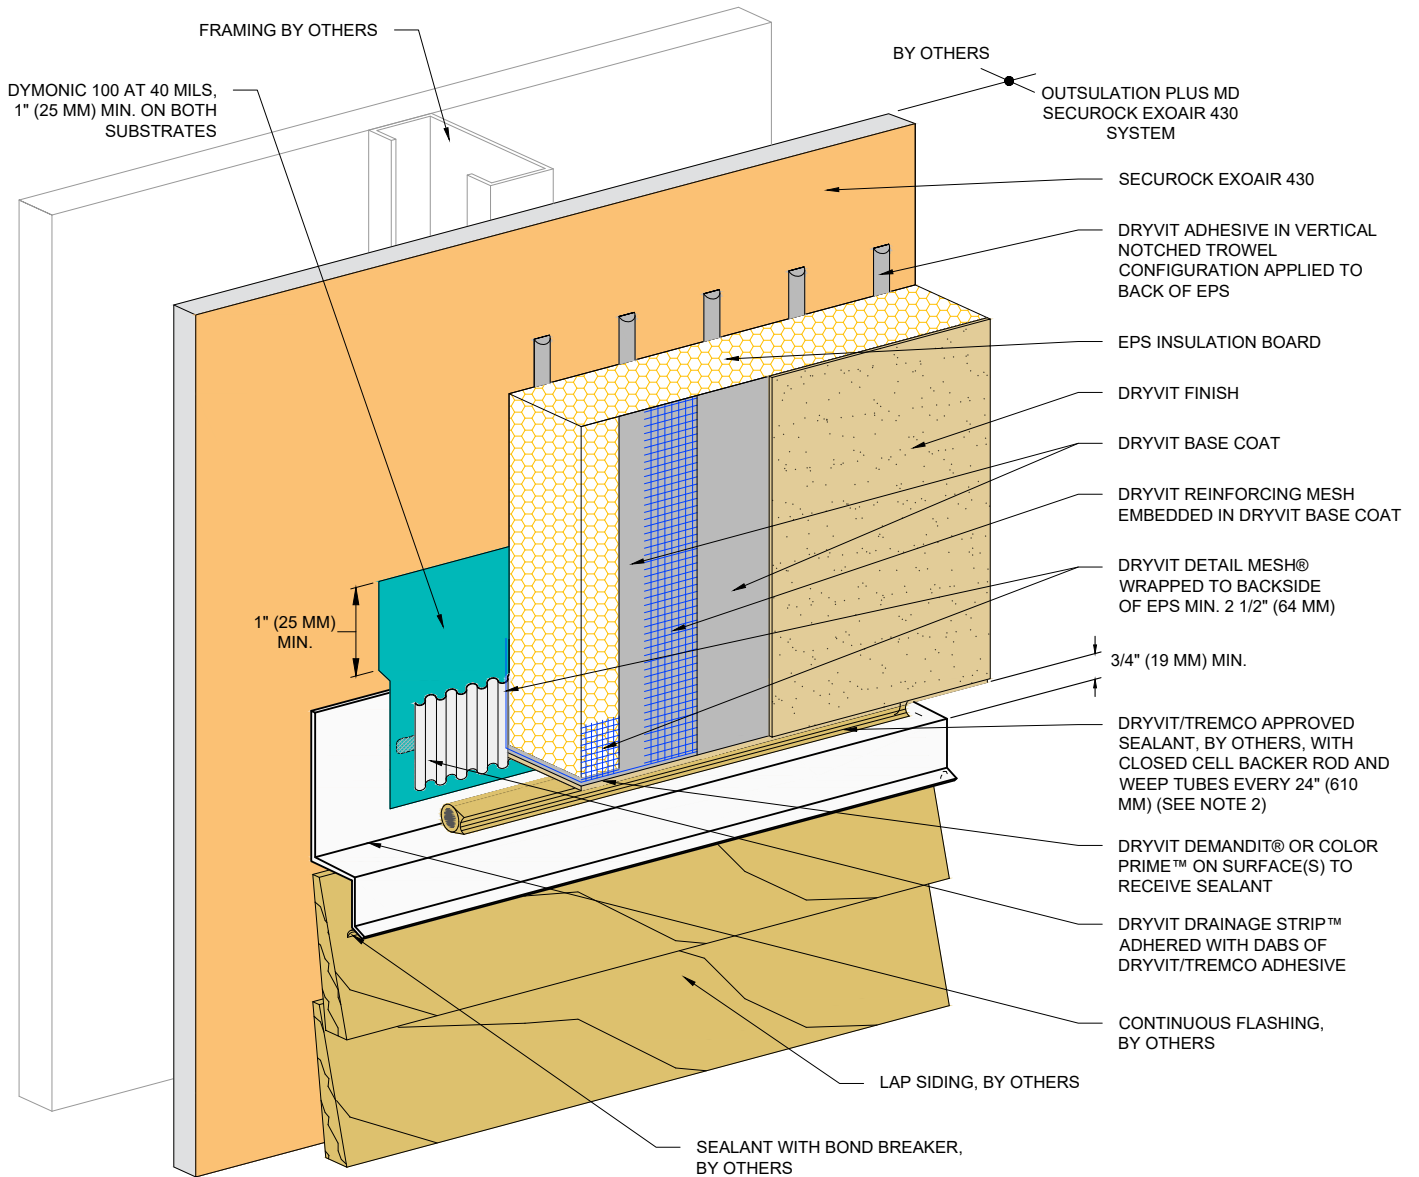 FRAMING BY OTHERS
DYMONIC 100 AT 40 MILS,
1" (25 MM) MIN. ON BOTH
SUBSTRATES
BY OTHERS
OUTSULATION PLUS MD
SECUROCK EXOAIR 430
SYSTEM
SECUROCK EXOAIR 430
DRYVIT ADHESIVE IN VERTICAL
NOTCHED TROWEL
CONFIGURATION APPLIED TO
BACK OF EPS
EPS INSULATION BOARD
DRYVIT FINISH
DRYVIT BASE COAT
DRYVIT REINFORCING MESH
EMBEDDED IN DRYVIT BASE COAT
DRYVIT DETAIL MESH®
WRAPPED TO BACKSIDE
OF EPS MIN. 2 1/2" (64 MM)
1" (25 MM)
MIN.
3/4" (19 MM) MIN.
DRYVIT/TREMCO APPROVED
SEALANT, BY OTHERS, WITH
CLOSED CELL BACKER ROD AND
WEEP TUBES EVERY 24" (610
MM) (SEE NOTE 2)
DRYVIT DEMANDIT® OR COLOR
PRIME™ ON SURFACE(S) TO
RECEIVE SEALANT
DRYVIT DRAINAGE STRIP™
ADHERED WITH DABS OF
DRYVIT/TREMCO ADHESIVE
CONTINUOUS FLASHING,
BY OTHERS
LAP SIDING, BY OTHERS
SEALANT WITH BOND BREAKER,
BY OTHERS